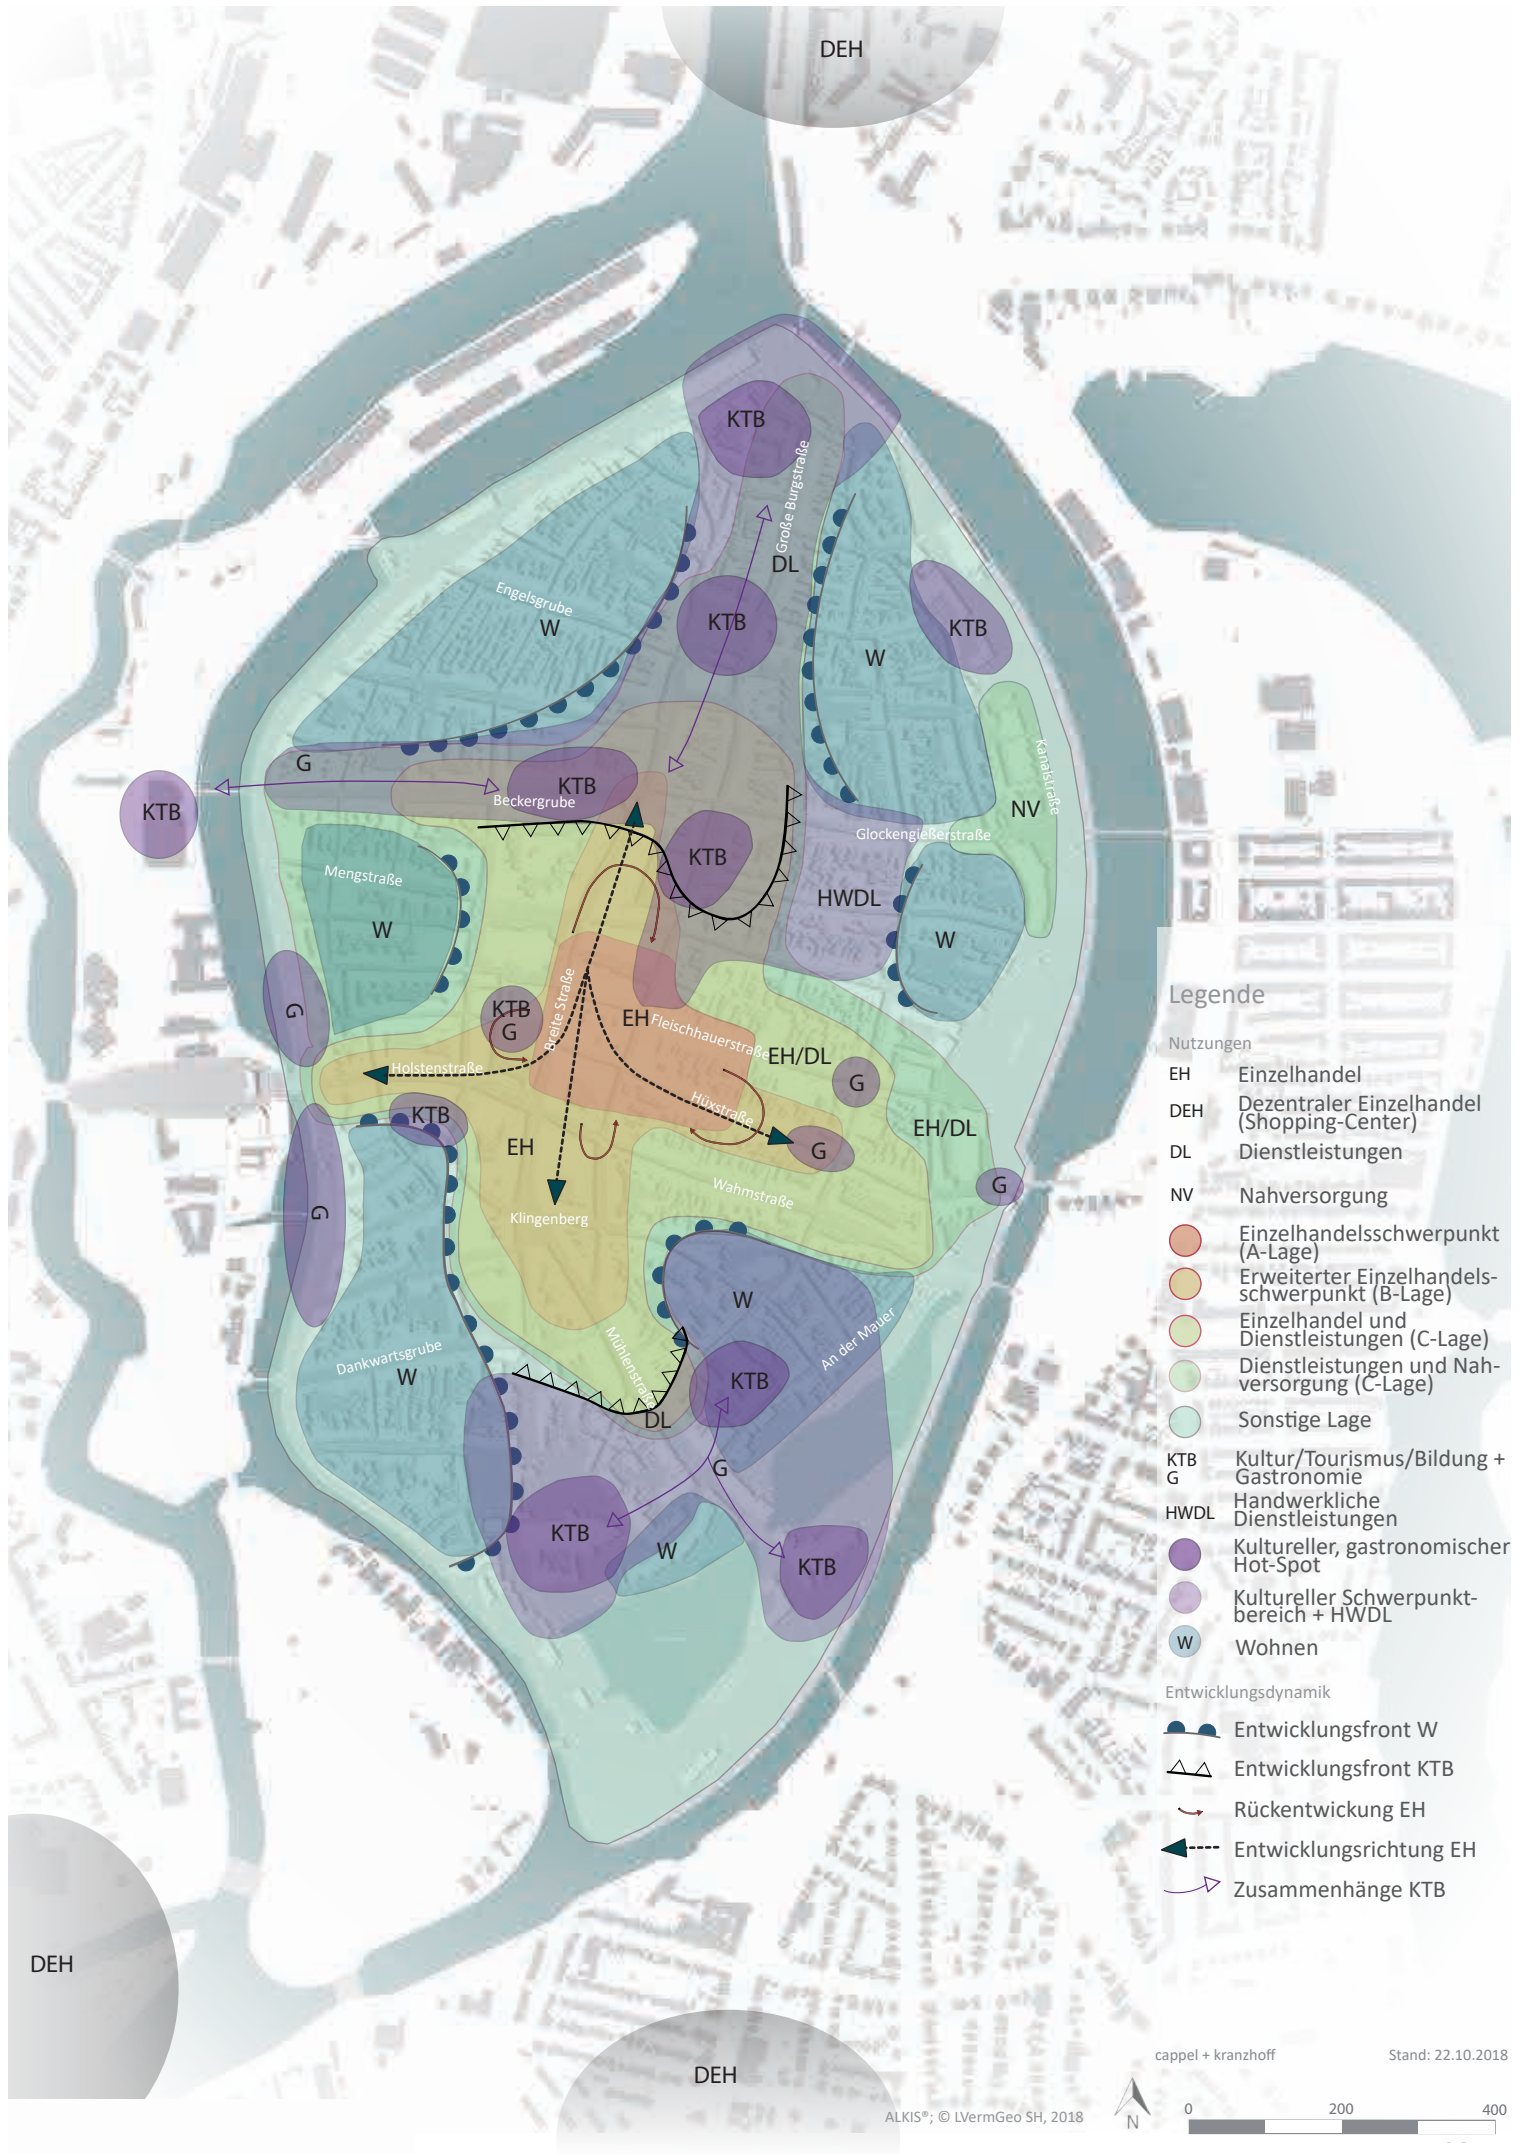 DEH
KTB
Große Burgstraße
DL
Engelsgrube
W
KTB
KTB
W
G
KTB
Beckergrube
KTB
Kanalstraße
NV
Glockengießerstraße
KTB
Mengstraße
W
HWDL
W
G
KTB
G
Breite Straße
EH
Fleischhauerstraße
EH/DL
Holstenstraße
G
Hüxstraße
KTB
EH
G
EH/DL
G
G
Wahmstraße
Klingenberg
W
An der Mauer
Mühlenstraße
Dankwartsgrube
W
KTB
DL
G
KTB
W
KTB
DEH
DEH
Legende
Nutzungen
EH Einzelhandel
DEH Dezentraler Einzelhandel
(Shopping-Center)
DL Dienstleistungen
NV Nahversorgung
Einzelhandelsschwerpunkt
(A-Lage)
Erweiterter Einzelhandels-
schwerpunkt (B-Lage)
Einzelhandel und
Dienstleistungen (C-Lage)
Dienstleistungen und Nah-
versorgung (C-Lage)
Sonstige Lage
KTB Kultur/Tourismus/Bildung +
G Gastronomie
HWDL Handwerkliche
Dienstleistungen
Kultureller, gastronomischer
Hot-Spot
Kultureller Schwerpunkt-
bereich + HWDL
W Wohnen
Entwicklungsdynamik
Entwicklungsfront W
Entwicklungsfront KTB
Rückentwickung EH
Entwicklungsrichtung EH
Zusammenhänge KTB
cappel + kranzhoff Stand: 22.10.2018
ALKIS®; © LVermGeo SH, 2018
N
0 200 400